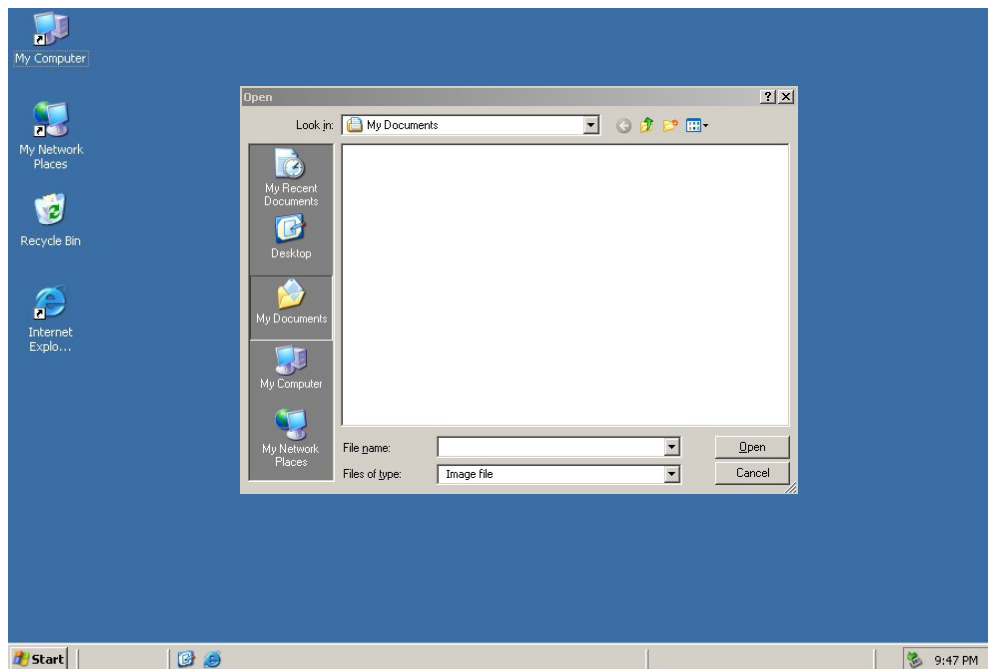 My Computer
My Network
Places
Recycle Bin
Internet
Explo...
Open
Look in:
My Documents
My Recent
Documents
Desktop
My Documents
My Computer
My Network
Places
File name:
Open
Files of type:
Image file
Cancel
Start
9:47 PM